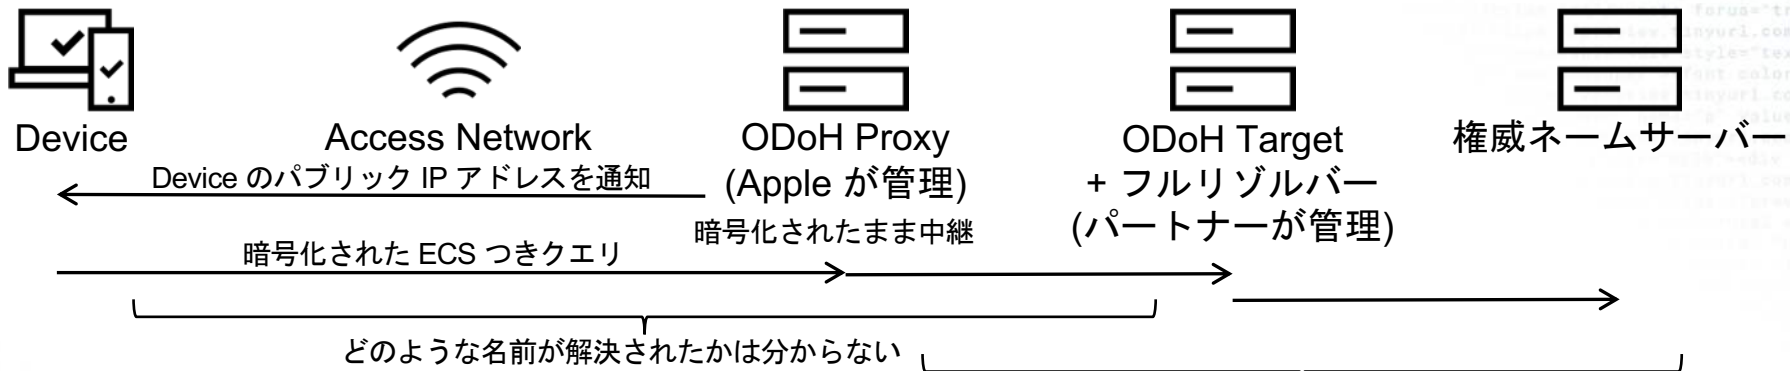 Device
Access Network
ODoH Proxy
(Apple が管理)
ODoH Target
+ フルリゾルバー
(パートナーが管理)
権威ネームサーバー
Device のパブリック IP アドレスを通知
暗号化されたまま中継
暗号化された ECS つきクエリ
どのような名前が解決されたかは分からない